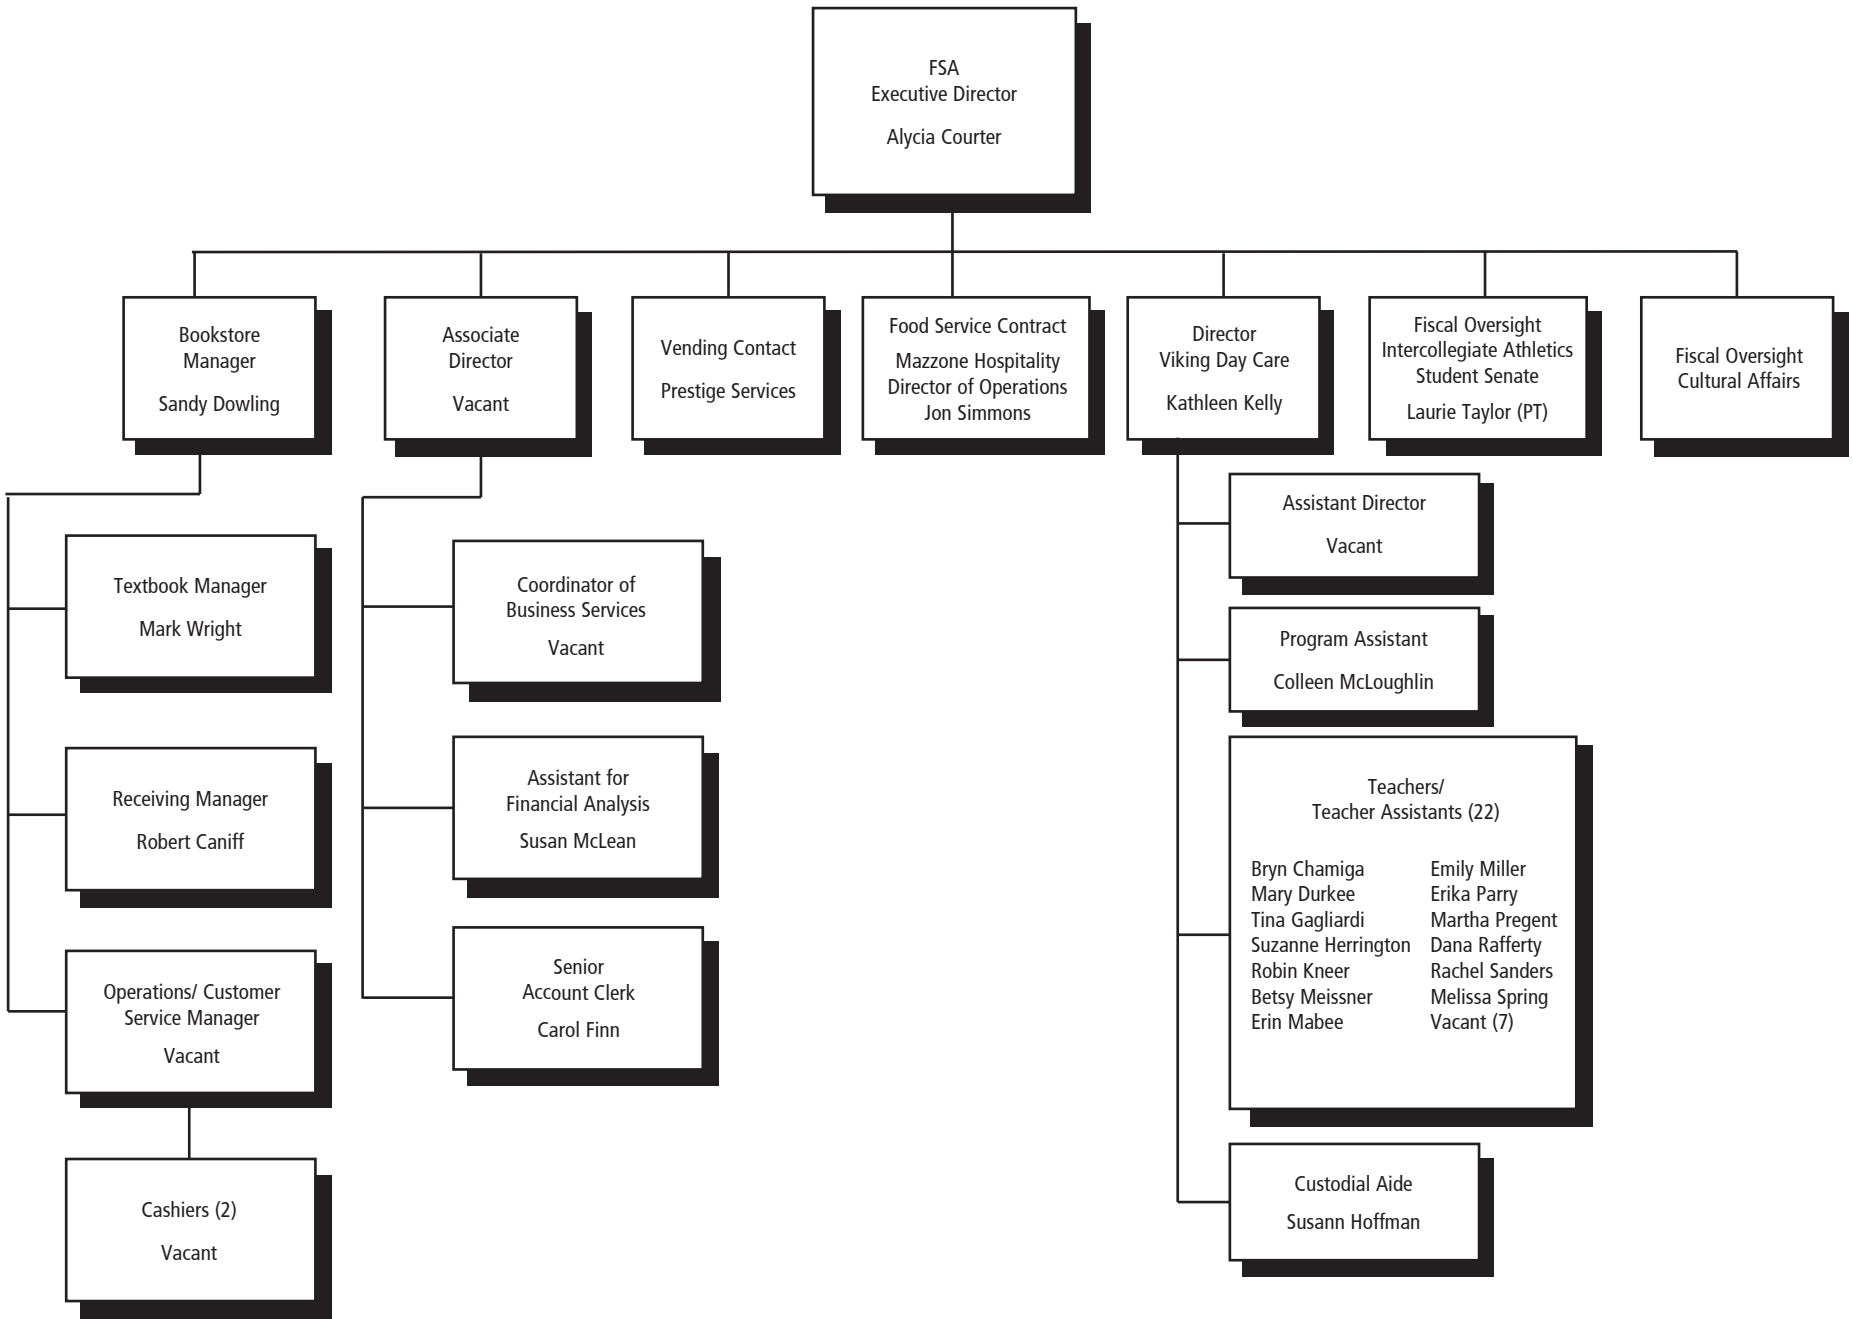 FSA
Executive Director
Alycia Courter
Bookstore
Manager
Sandy Dowling
Associate
Director
Vacant
Vending Contact
Prestige Services
Food Service Contract
Mazzone Hospitality
Director of Operations
Jon Simmons
Director
Viking Day Care
Kathleen Kelly
Fiscal Oversight
Intercollegiate Athletics
Student Senate
Laurie Taylor (PT)
Fiscal Oversight
Cultural Affairs
Textbook Manager
Mark Wright
Receiving Manager
Robert Caniff
Operations/ Customer
Service Manager
Vacant
Cashiers (2)
Vacant
Coordinator of
Business Services
Vacant
Assistant for
Financial Analysis
Susan McLean
Senior
Account Clerk
Carol Finn
Assistant Director
Vacant
Program Assistant
Colleen McLoughlin
Teachers/
Teacher Assistants (22)
Bryn Chamiga
Mary Durkee
Tina Gagliardi
Suzanne Herrington
Robin Kneer
Betsy Meissner
Erin Mabee
Emily Miller
Erika Parry
Martha Pregent
Dana Rafferty
Rachel Sanders
Melissa Spring
Vacant (7)
Custodial Aide
Susann Hoffman